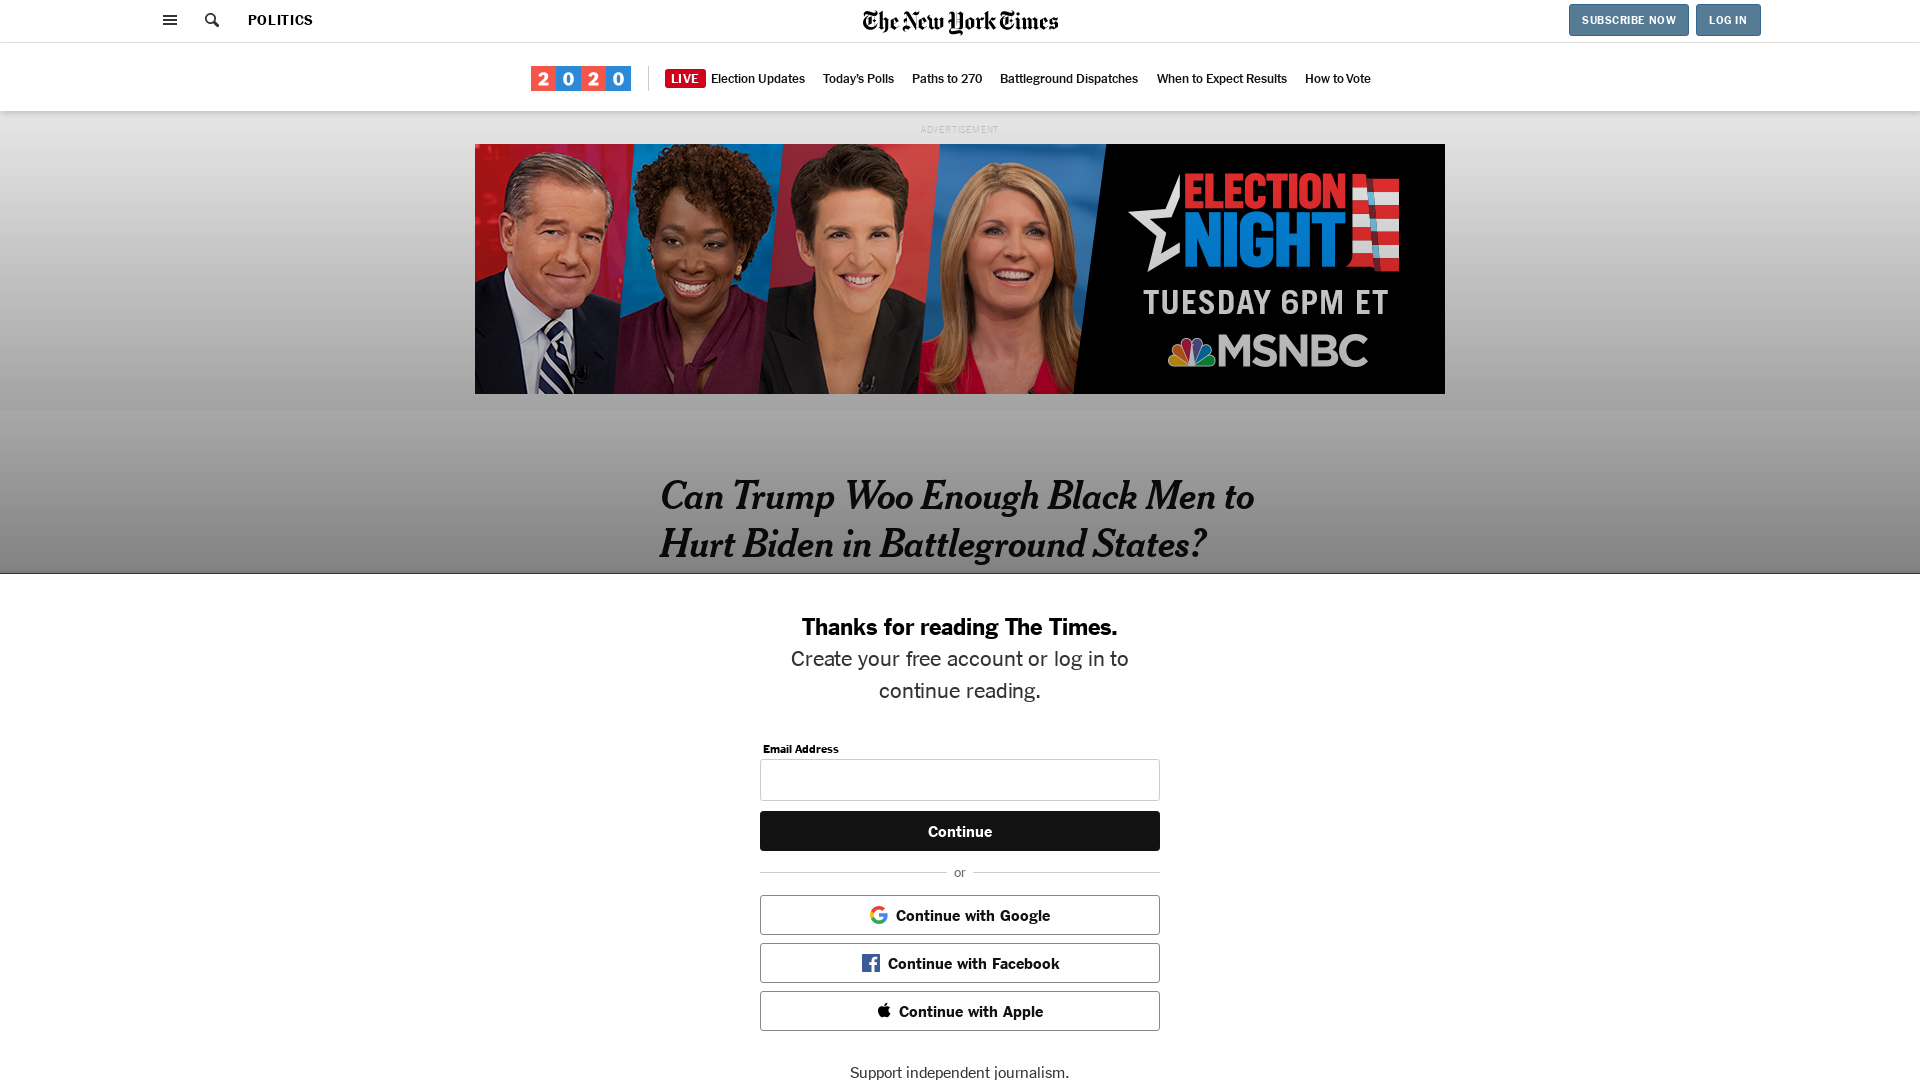 POLITICS
The New York Times
SUBSCRIBE NOW
LOG IN
2020
LIVE Election Updates
Today's Polls
Paths to 270
Battleground Dispatches
When to Expect Results
How to Vote
ADVERTISEMENT
ELECTION
NIGHT
TUESDAY 6PM ET
MSNBC
Can Trump Woo Enough Black Men to
Hurt Biden in Battleground States?
Thanks for reading The Times.
Create your free account or log in to
continue reading.
Email Address
Continue
or
Continue with Google
Continue with Facebook
Continue with Apple
Support independent journalism.